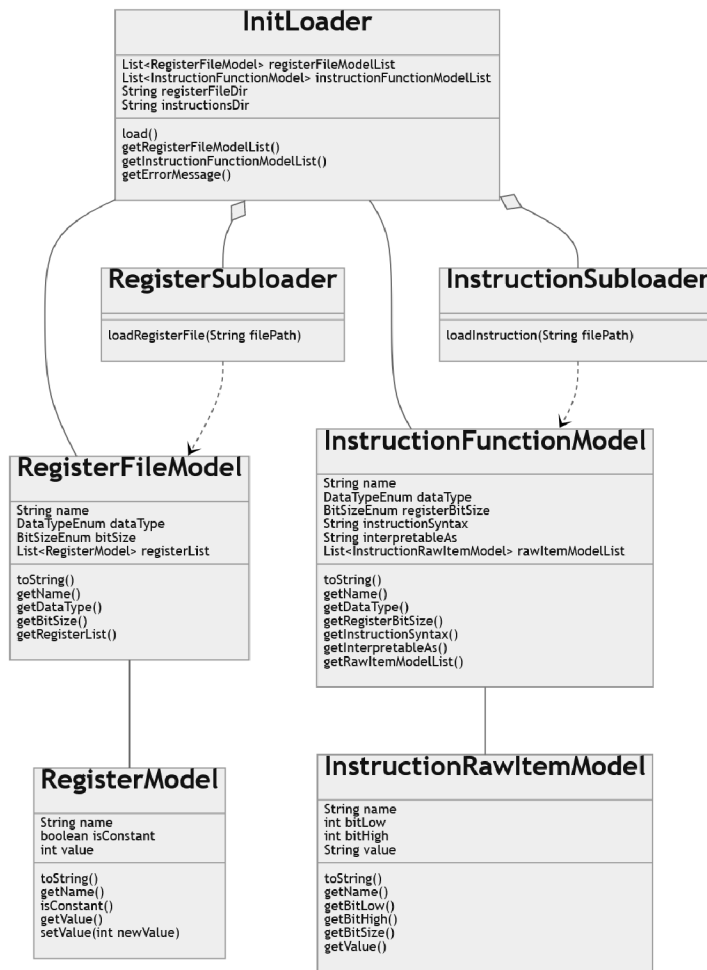 InitLoader
List<RegisterFileModel> registerFileModelList
List<InstructionFunctionModel> instructionFunctionModelList
String registerFileDir
String instructionsDir
load()
getRegisterFileModelList()
getInstructionFunctionModelList()
getErrorMessage()
RegisterSubloader
loadRegisterFile(String filePath)
InstructionSubloader
loadInstruction(String filePath)
RegisterFileModel
String name
DataTypeEnum dataType
BitSizeEnum bitSize
List<RegisterModel> registerList
toString()
getName()
getDataType()
getBitSize()
getRegisterList()
InstructionFunctionModel
String name
DataTypeEnum dataType
BitSizeEnum registerBitSize
String instructionSyntax
String interpretableAs
List<InstructionRawItemModel> rawItemModelList
toString()
getName()
getDataType()
getRegisterBitSize()
getInstructionSyntax()
getInterpretableAs()
getRawItemModelList()
RegisterModel
String name
boolean isConstant
int value
toString()
getName()
isConstant()
getValue()
setValue(int newValue)
InstructionRawItemModel
String name
int bitLow
int bitHigh
String value
toString()
getName()
getBitLow()
getBitHigh()
getBitSize()
getValue()